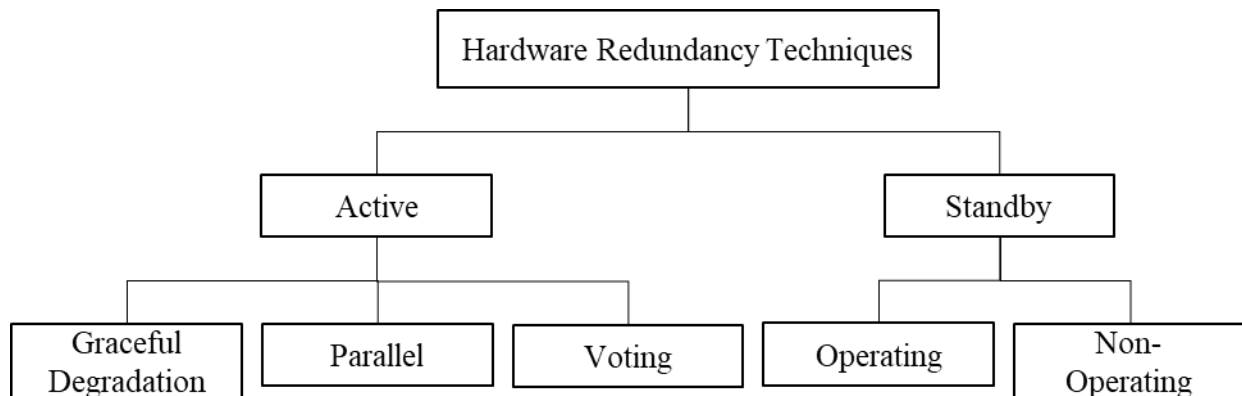 Hardware Redundancy Techniques
Active
Standby
Graceful
Degradation
Parallel
Voting
Operating
Non-
Operating